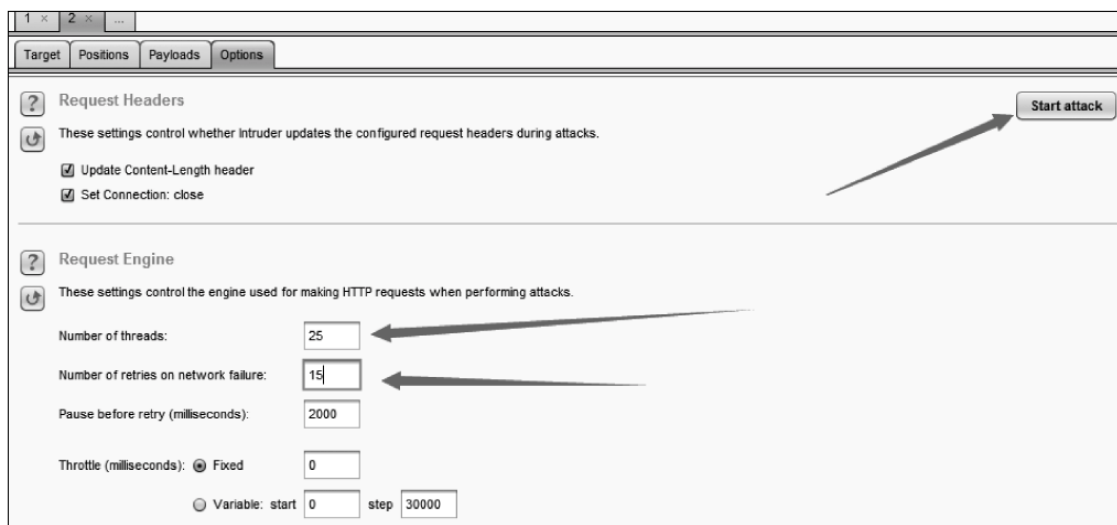 1 × 2 × ...
Target Positions Payloads Options
? Request Headers
Start attack
These settings control whether Intruder updates the configured request headers during attacks.
Update Content-Length header
Set Connection: close
? Request Engine
These settings control the engine used for making HTTP requests when performing attacks.
Number of threads: 25
Number of retries on network failure: 15
Pause before retry (milliseconds): 2000
Throttle (milliseconds): Fixed 0
Variable: start 0 step 30000